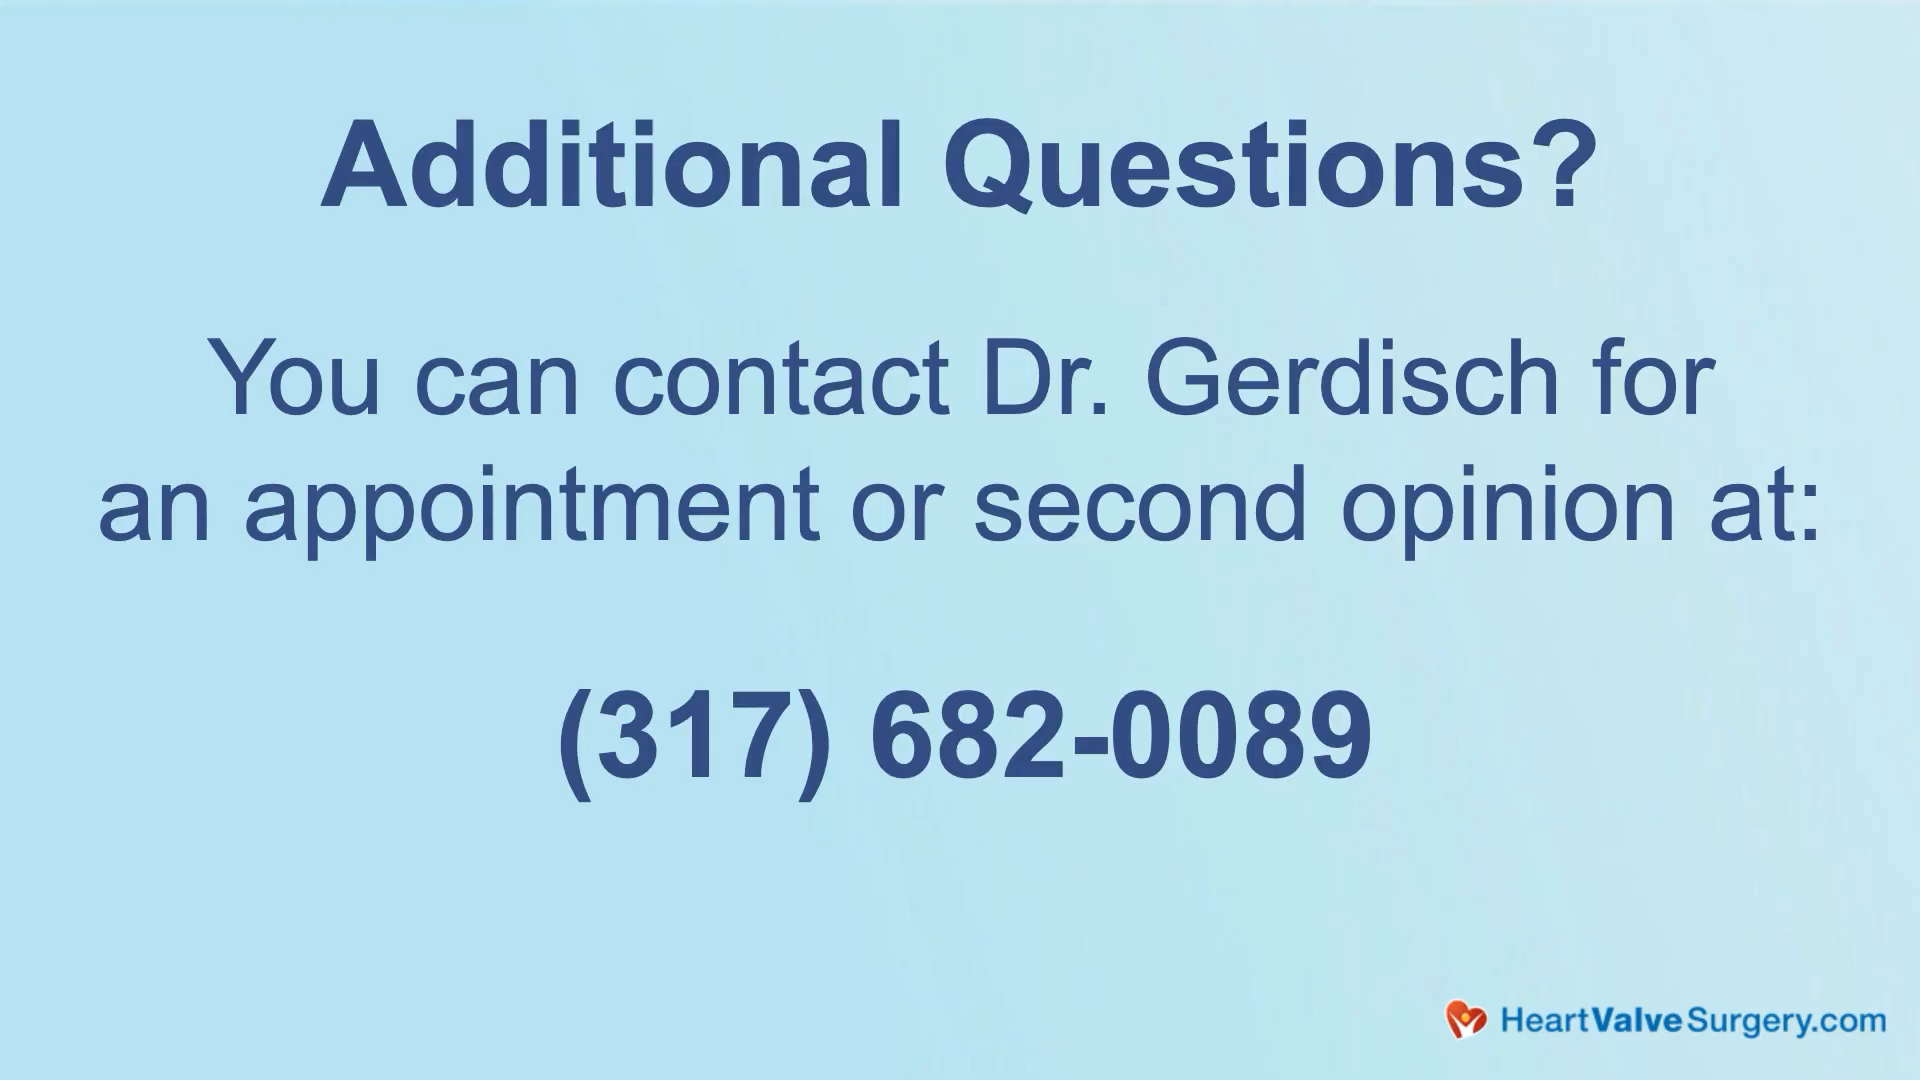 Additional Questions?
You can contact Dr. Gerdisch for
an appointment or second opinion at:
(317) 682-0089
HeartValveSurgery.com